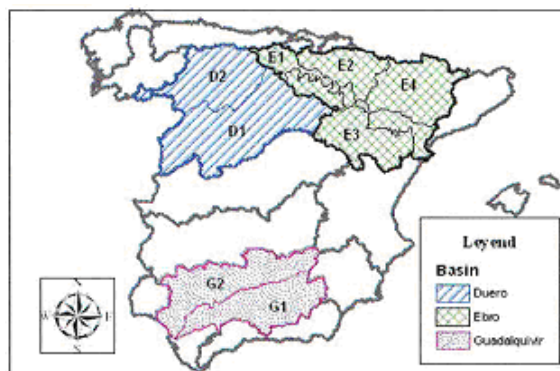 E1
E2
D2
E4
D1
E3
G2
G1
Leyend
Basin
Duero
Ebro
Guadalquivir
N
W
E
S